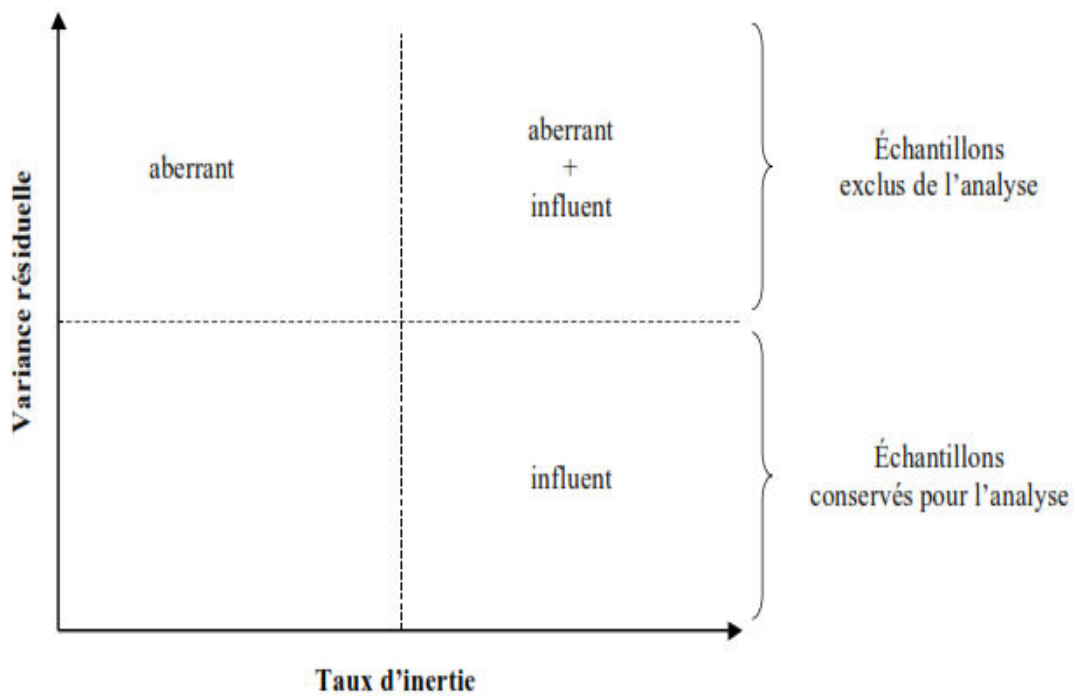 Variance résiduelle
aberrant
aberrant
+
influent
Échantillons
exclus de l’analyse
influent
Échantillons
conservés pour l’analyse
Taux d’inertie